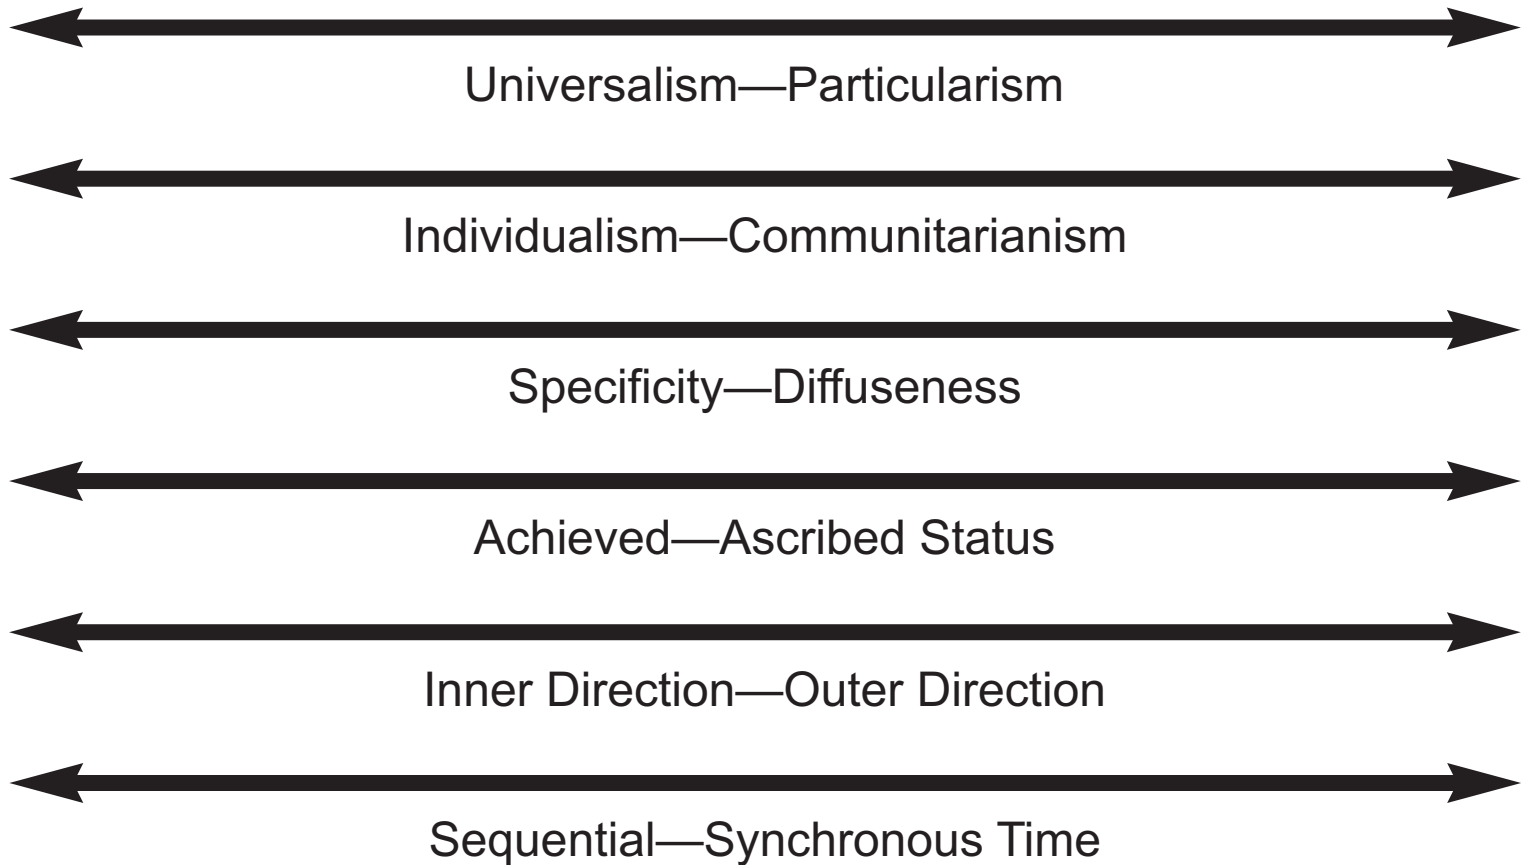 Universalism—Particularism
Individualism—Communitarianism
Specificity—Diffuseness
Achieved—Ascribed Status
Inner Direction—Outer Direction
Sequential—Synchronous Time